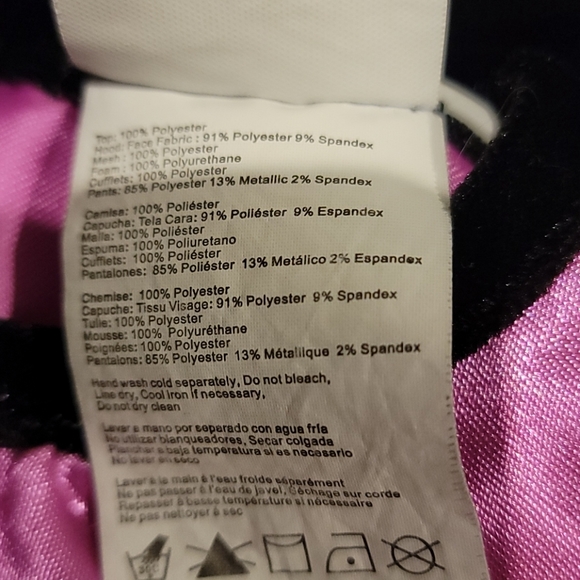 Top: 100% Polyester
Hood: Face Fabric: 91% Polyester 9% Spandex
Mesh: 100% Polyester
Foam: 100% Polyurethane
Cufflets: 100% Polyester
Pants: 85% Polyester 13% Metallic 2% Spandex
Camisa: 100% Poliéster
Capucha: Tela Cara: 91% Poliéster 9% Espandex
Malla: 100% Poliéster
Espuma: 100% Poliuretano
Cufflets: 100% Poliéster
Pantalones: 85% Poliéster 13% Metálico 2% Espandex
Chemise: 100% Polyester
Capuche: Tissu Visage: 91% Polyester 9% Spandex
Tulle: 100% Polyester
Mousse: 100% Polyuréthane
Poignées: 100% Polyester
Pantalons: 85% Polyester 13% Métallique 2% Spandex
Hand wash cold separately, Do not bleach,
Line dry, Cool Iron if necessary,
Do not dry clean
Lavar a mano por separado con agua fría
No utilizar blanqueadores, Secar colgada
Planchar a baja temperatura si es necesario
No lavar en seco
Laver à la main à l'eau froide séparément
Ne pas passer à l'eau de javel, Séchage sur corde
Repasser à basse température si nécessaire
Ne pas nettoyer à sec